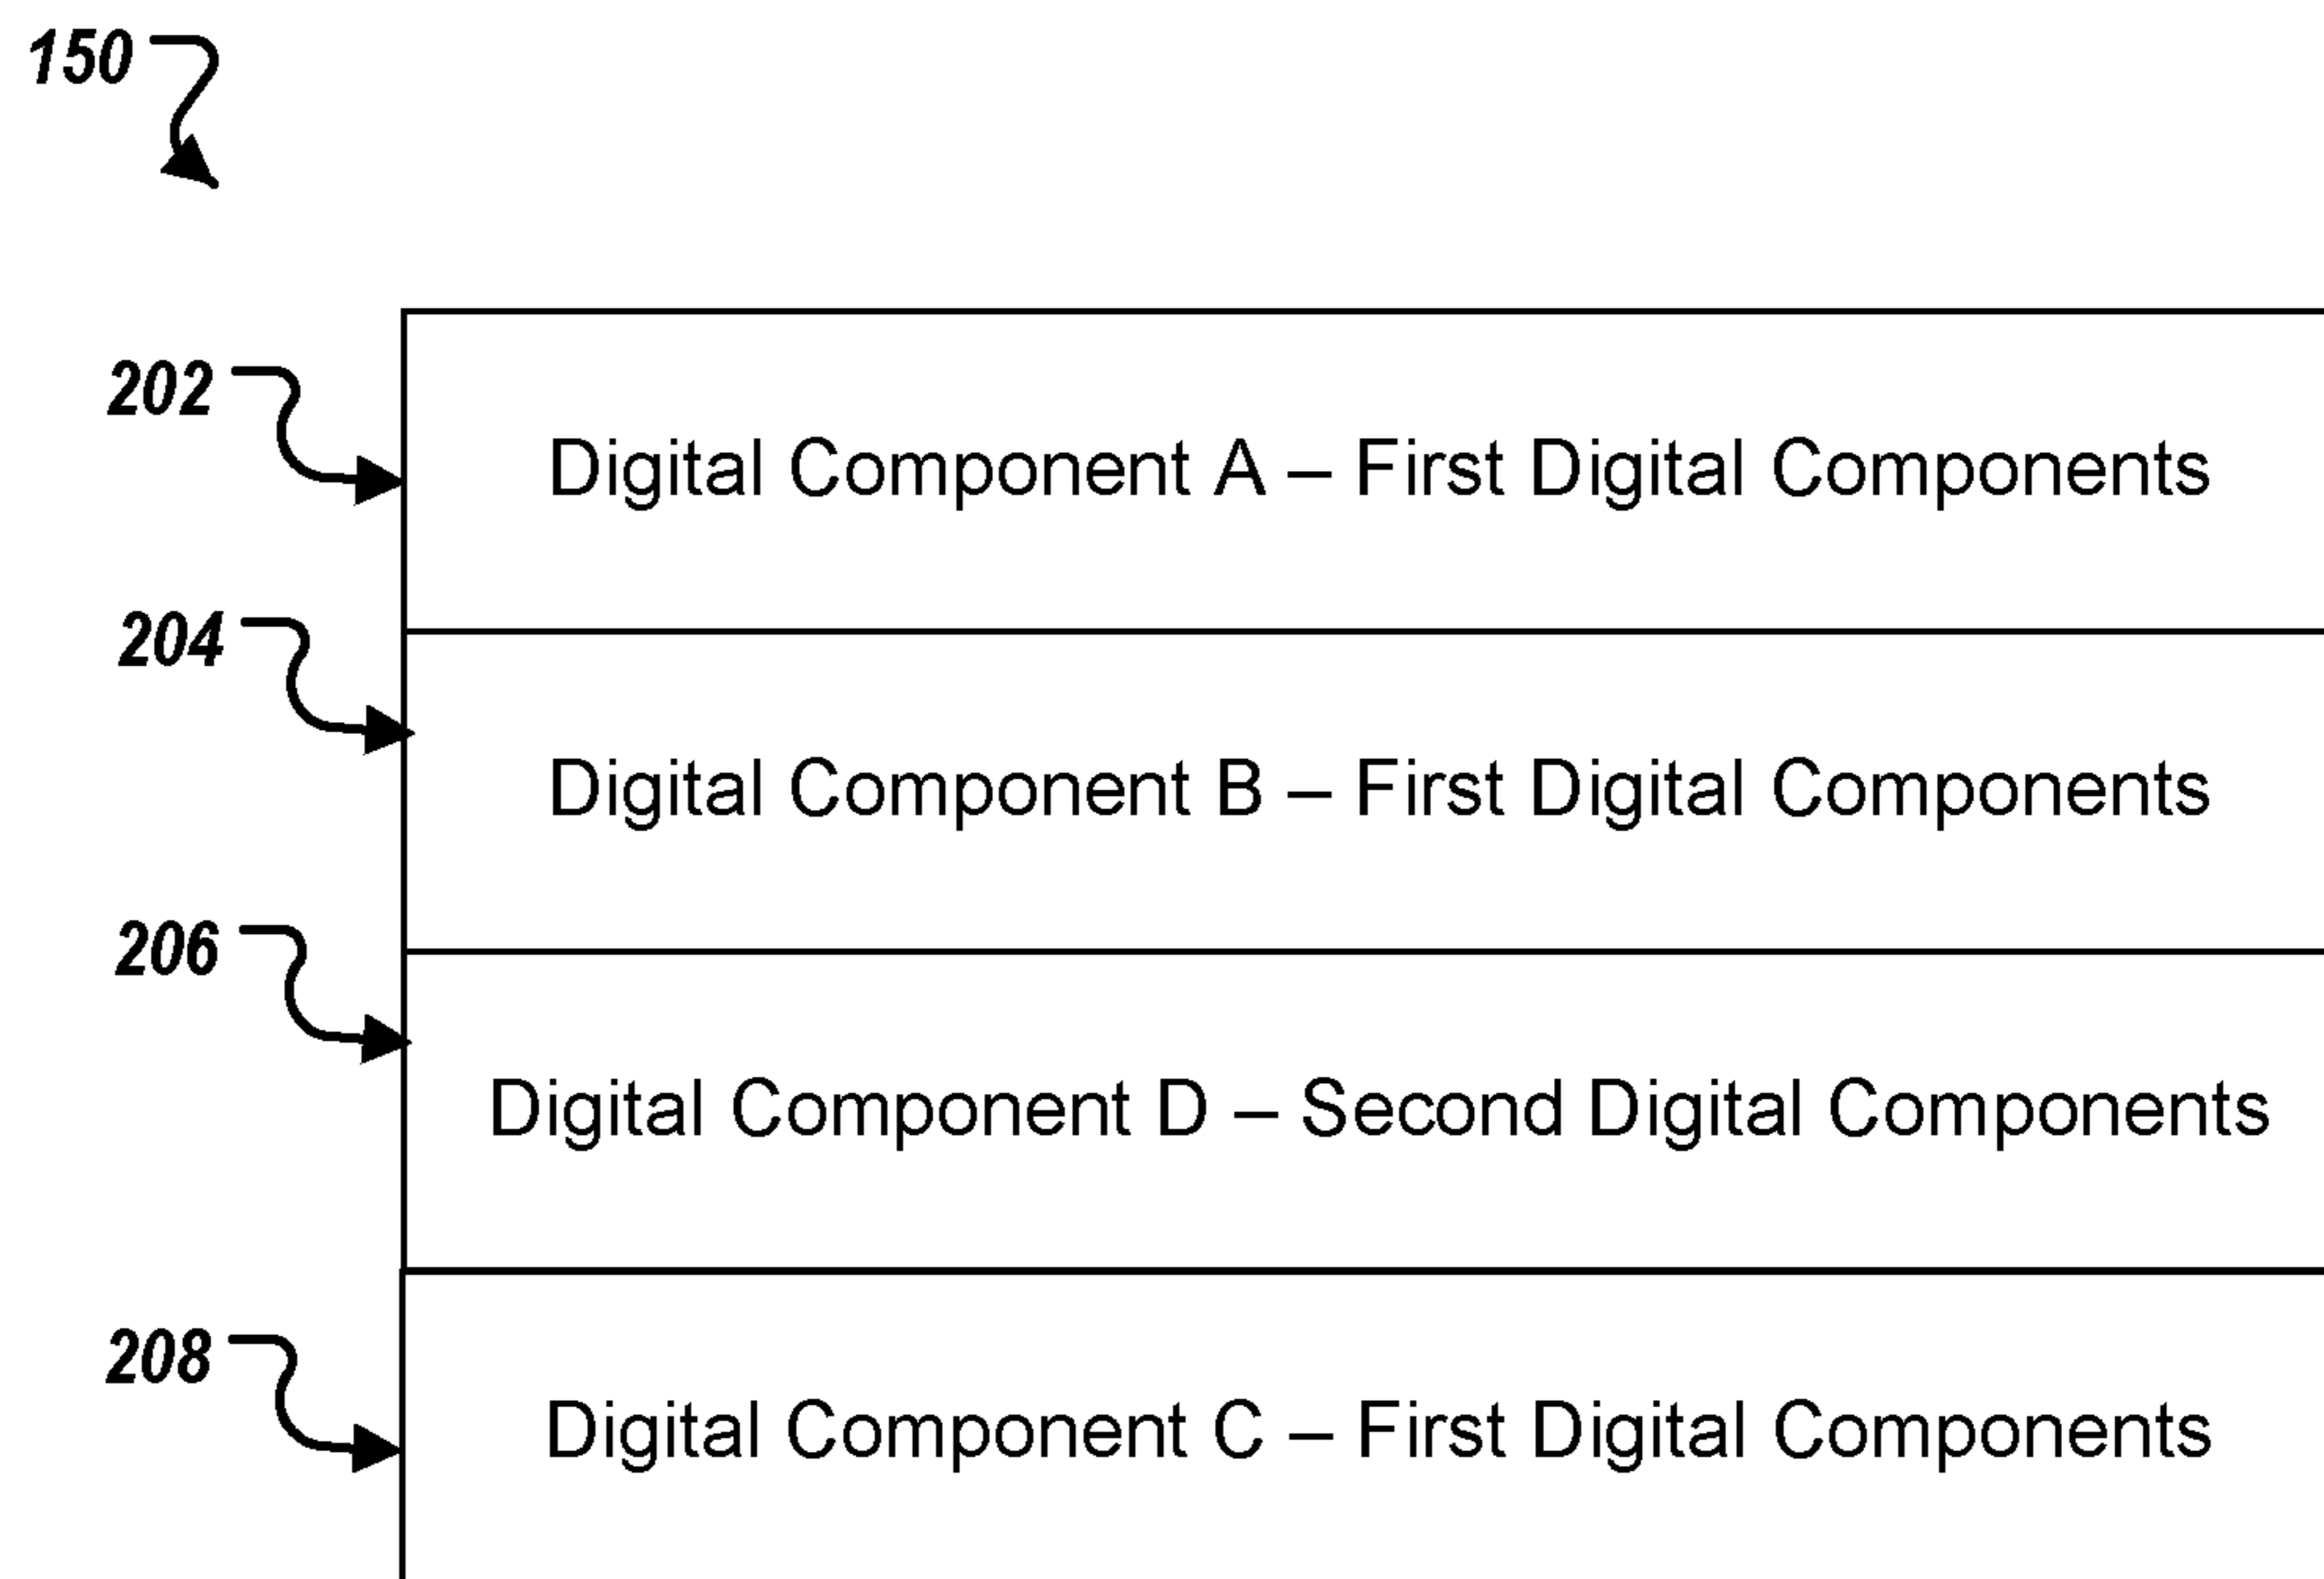 150
202
Digital Component A – First Digital Components
204
Digital Component B – First Digital Components
206
Digital Component D – Second Digital Components
208
Digital Component C – First Digital Components